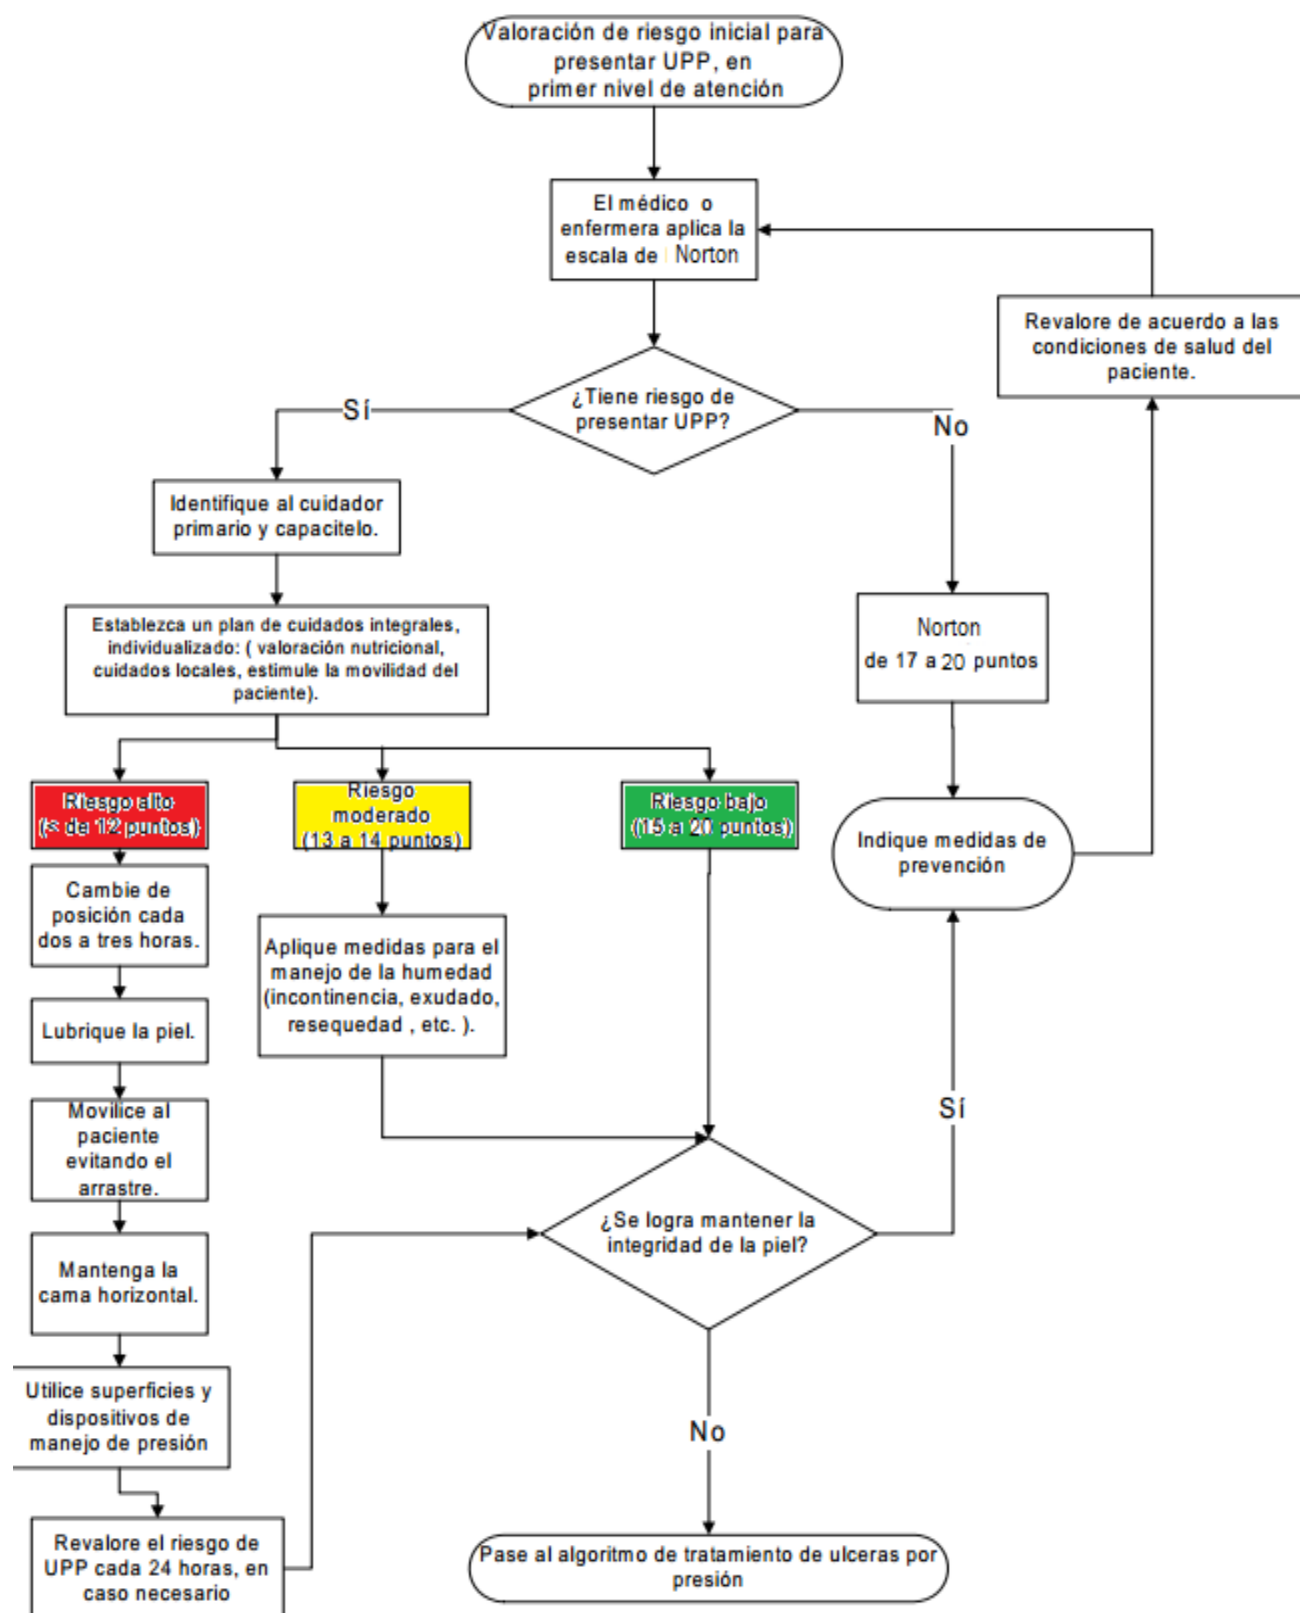 Valoración de riesgo inicial para
presentar UPP, en
primer nivel de atención
El médico o
enfermera aplica la
escala de Norton
Revalore de acuerdo a las
condiciones de salud del
paciente.
¿Tiene riesgo de
presentar UPP?
Sí
No
Identifique al cuidador
primario y capacitelo.
Establezca un plan de cuidados integrales,
individualizado: ( valoración nutricional,
cuidados locales, estimule la movilidad del
paciente).
Norton
de 17 a 20 puntos
Riesgo alto
(< de 12 puntos)
Riesgo
moderado
(13 a 14 puntos)
Riesgo bajo
(15 a 20 puntos)
Indique medidas de
prevención
Cambie de
posición cada
dos a tres horas.
Aplique medidas para el
manejo de la humedad
(incontinencia, exudado,
resequedad , etc. ).
Lubrique la piel.
Movilice al
paciente
evitando el
arrastre.
Sí
¿Se logra mantener la
integridad de la piel?
Mantenga la
cama horizontal.
Utilice superficies y
dispositivos de
manejo de presión
No
Revalore el riesgo de
UPP cada 24 horas, en
caso necesario
Pase al algoritmo de tratamiento de ulceras por
presión